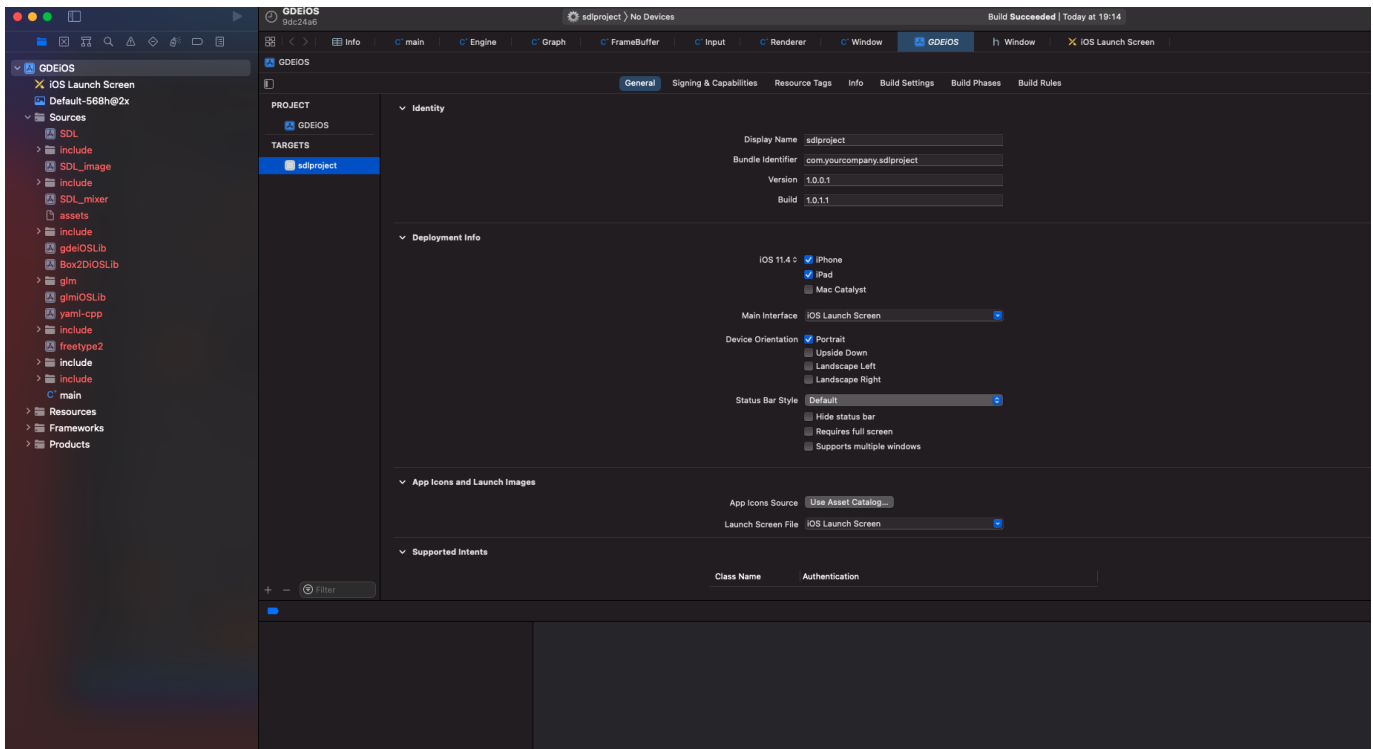 GDEiOS
9dc24a6
sdlproject 〉 No Devices
Build Succeeded | Today at 19:14
Info
main
Engine
Graph
FrameBuffer
Input
Renderer
Window
GDEiOS
h Window
iOS Launch Screen
GDEiOS
iOS Launch Screen
Default-568h@2x
Sources
SDL
include
SDL_image
include
SDL_mixer
assets
include
gdeiOSLib
Box2DiOSLib
glm
glmiOSLib
yaml-cpp
include
freetype2
include
include
main
Resources
Frameworks
Products
GDEiOS
General Signing & Capabilities Resource Tags Info Build Settings Build Phases Build Rules
PROJECT
GDEiOS
TARGETS
sdlproject
Filter
Identity
Display Name sdlproject
Bundle Identifier com.yourcompany.sdlproject
Version 1.0.0.1
Build 1.0.1.1
Deployment Info
iOS 11.4 iPhone
iPad
Mac Catalyst
Main Interface iOS Launch Screen
Device Orientation Portrait
Upside Down
Landscape Left
Landscape Right
Status Bar Style Default
Hide status bar
Requires full screen
Supports multiple windows
App Icons and Launch Images
App Icons Source Use Asset Catalog...
Launch Screen File iOS Launch Screen
Supported Intents
Class Name Authentication